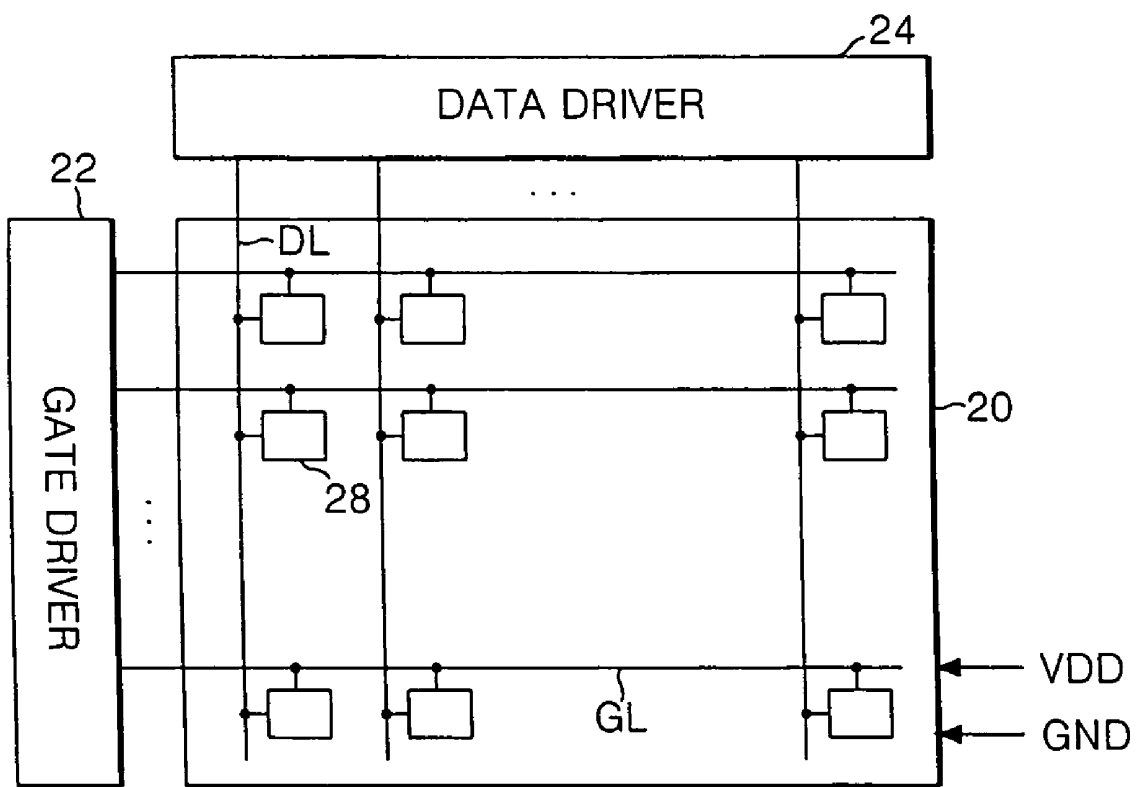 24
DATA DRIVER
22
. . .
DL
GATE DRIVER
20
28
. . .
VDD
GL
GND